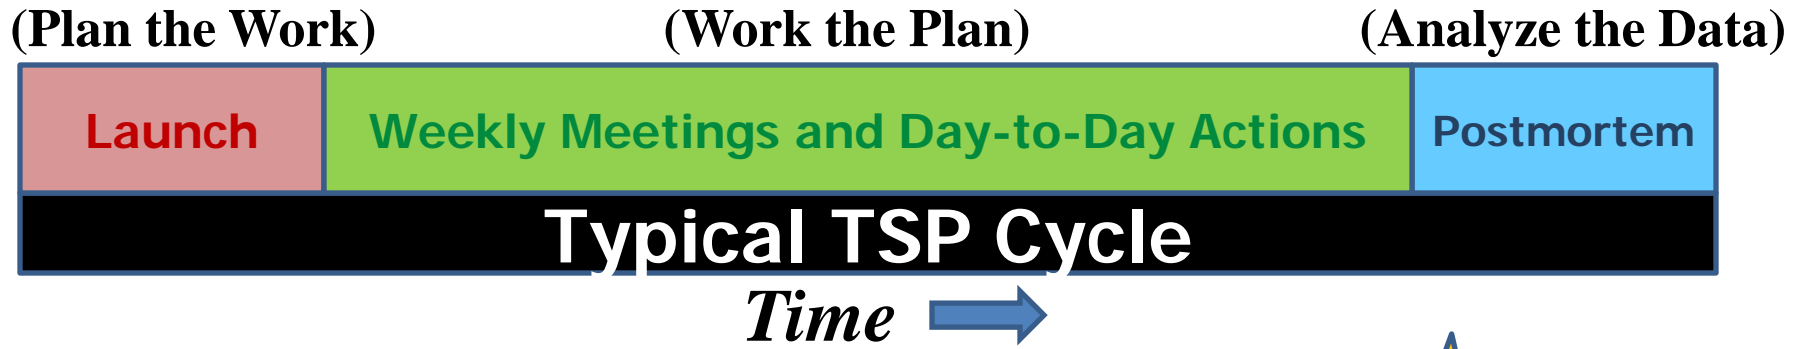 (Plan the Work) (Work the Plan) (Analyze the Data)
Launch Weekly Meetings and Day-to-Day Actions Postmortem
Typical TSP Cycle
Time